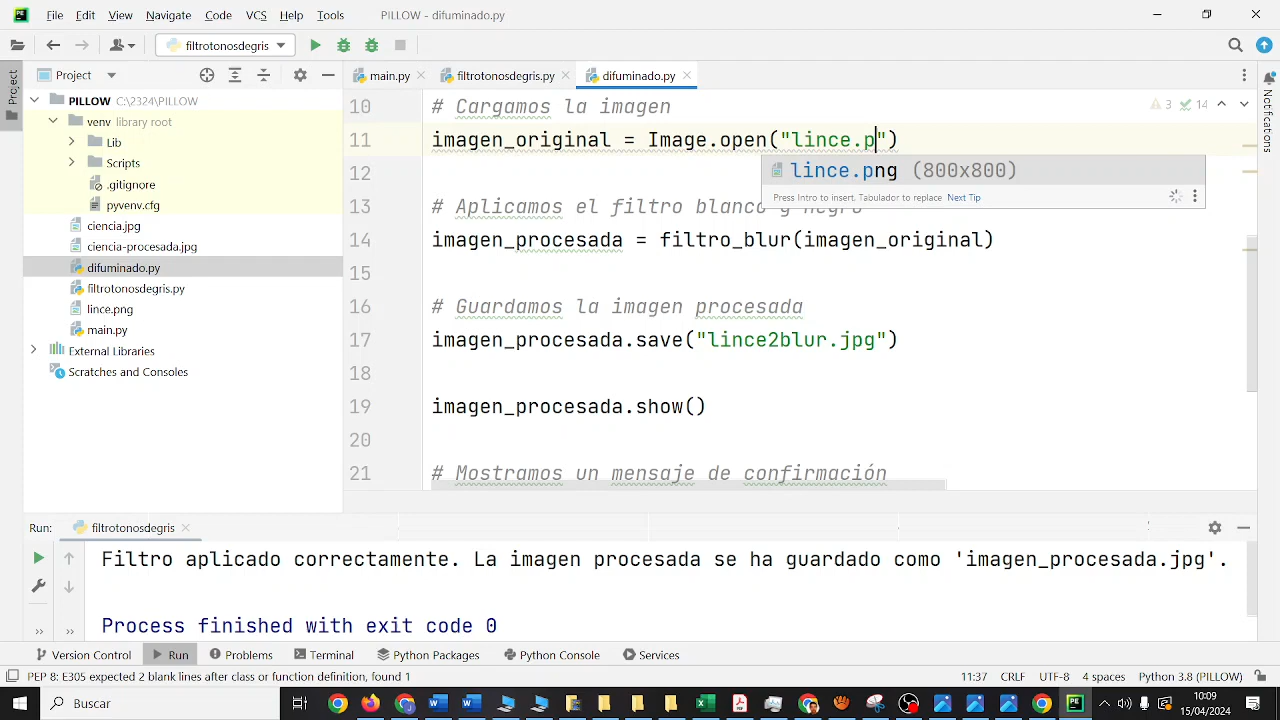 File Edit View Navigate Code VCS Help Tools PILLOW - difuminado.py
filtrotonosdegris
Project
main.py filtrotonosdegris.py difuminado.py
Project
PILLOW C:\2324\PILLOW
venv library root
Lib
Scripts
.gitignore
pyvenv.cfg
ciencia.jpg
ciencia-procesada.jpg
difuminado.py
filtrotonosdegris.py
lince.png
main.py
External Libraries
Scratches and Consoles
3 14
Notifications
10 # Cargamos la imagen
11 imagen_original = Image.open("lince.p")
lince.png (800x800)
Press Intro to insert, Tabulador to replace Next Tip
12
13 # Aplicamos el filtro blanco y negro
14 imagen_procesada = filtro_blur(imagen_original)
15
16 # Guardamos la imagen procesada
17 imagen_procesada.save("lince2blur.jpg")
18
19 imagen_procesada.show()
20
21 # Mostramos un mensaje de confirmación
Run: filtrotonosdegris
Filtro aplicado correctamente. La imagen procesada se ha guardado como 'imagen_procesada.jpg'.
Process finished with exit code 0
Version Control Run Problems Terminal Python Packages Python Console Services
PEP 8: E305 expected 2 blank lines after class or function definition, found 1 11:37 CRLF UTF-8 4 spaces Python 3.8 (PILLOW)
Buscar
10:09
15/04/2024